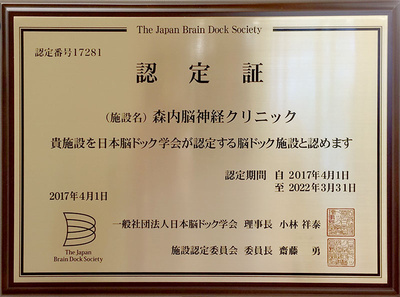 The Japan Brain Dock Society
認定番号17281
認定証
（施設名）森内脳神経クリニック
貴施設を日本脳ドック学会が認定する脳ドック施設と認めます
認定期間 自 2017年4月1日
至 2022年3月31日
2017年4月1日
一般社団法人日本脳ドック学会 理事長 小林 祥泰
施設認定委員会 委員長 齋藤 勇
The Japan
Brain Dock Society